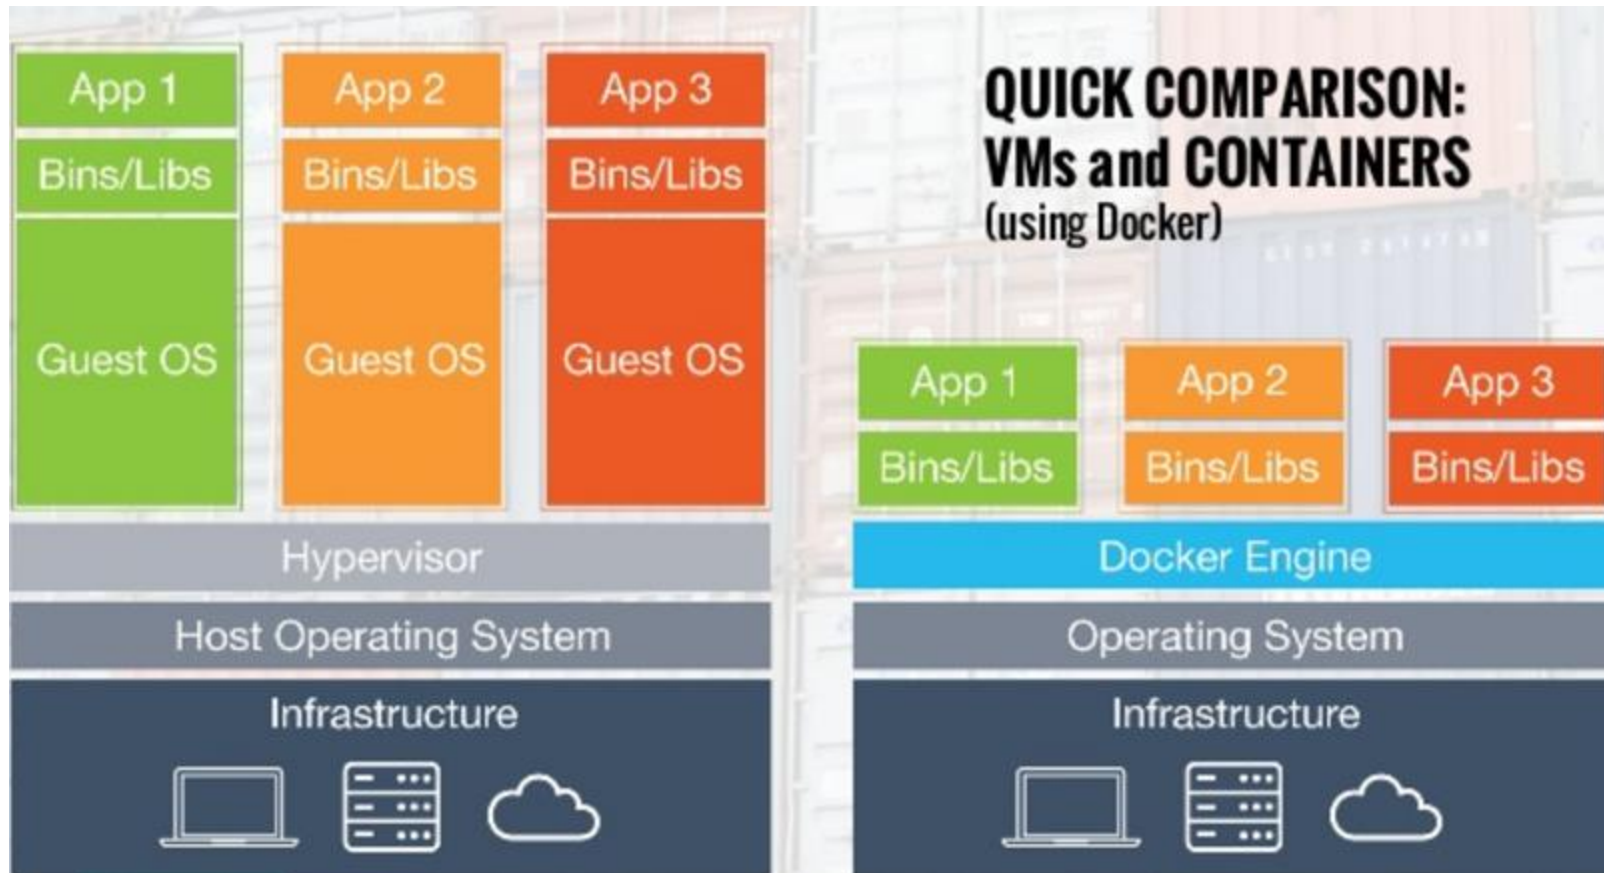 App 1
App 2
App 3
Bins/Libs
Bins/Libs
Bins/Libs
Guest OS
Guest OS
Guest OS
Hypervisor
Host Operating System
Infrastructure
QUICK COMPARISON:
VMs and CONTAINERS
(using Docker)
App 1
App 2
App 3
Bins/Libs
Bins/Libs
Bins/Libs
Docker Engine
Operating System
Infrastructure